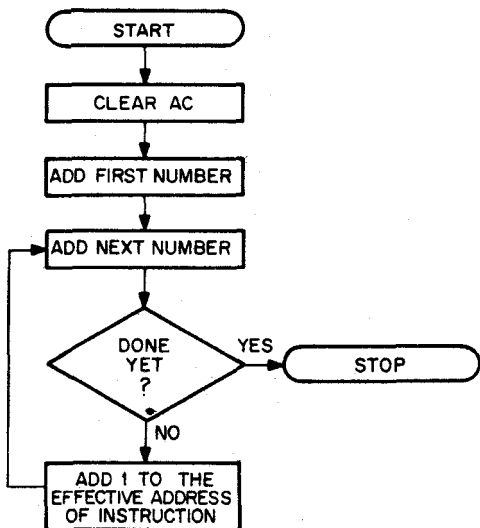 START
CLEAR AC
ADD FIRST NUMBER
ADD NEXT NUMBER
DONE
YET
?
YES
STOP
NO
ADD 1 TO THE
EFFECTIVE ADDRESS
OF INSTRUCTION